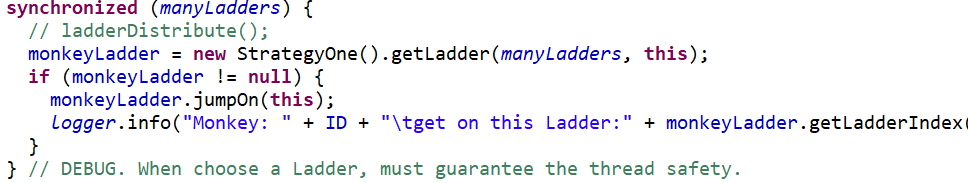 synchronized (manyLadders) {
// ladderDistribute();
monkeyLadder = new StrategyOne().getLadder(manyLadders, this);
if (monkeyLadder != null) {
monkeyLadder.jumpOn(this);
logger.info("Monkey: " + ID + "\tget on this Ladder:" + monkeyLadder.getLadderIndex(
}
} // DEBUG. When choose a Ladder, must guarantee the thread safety.